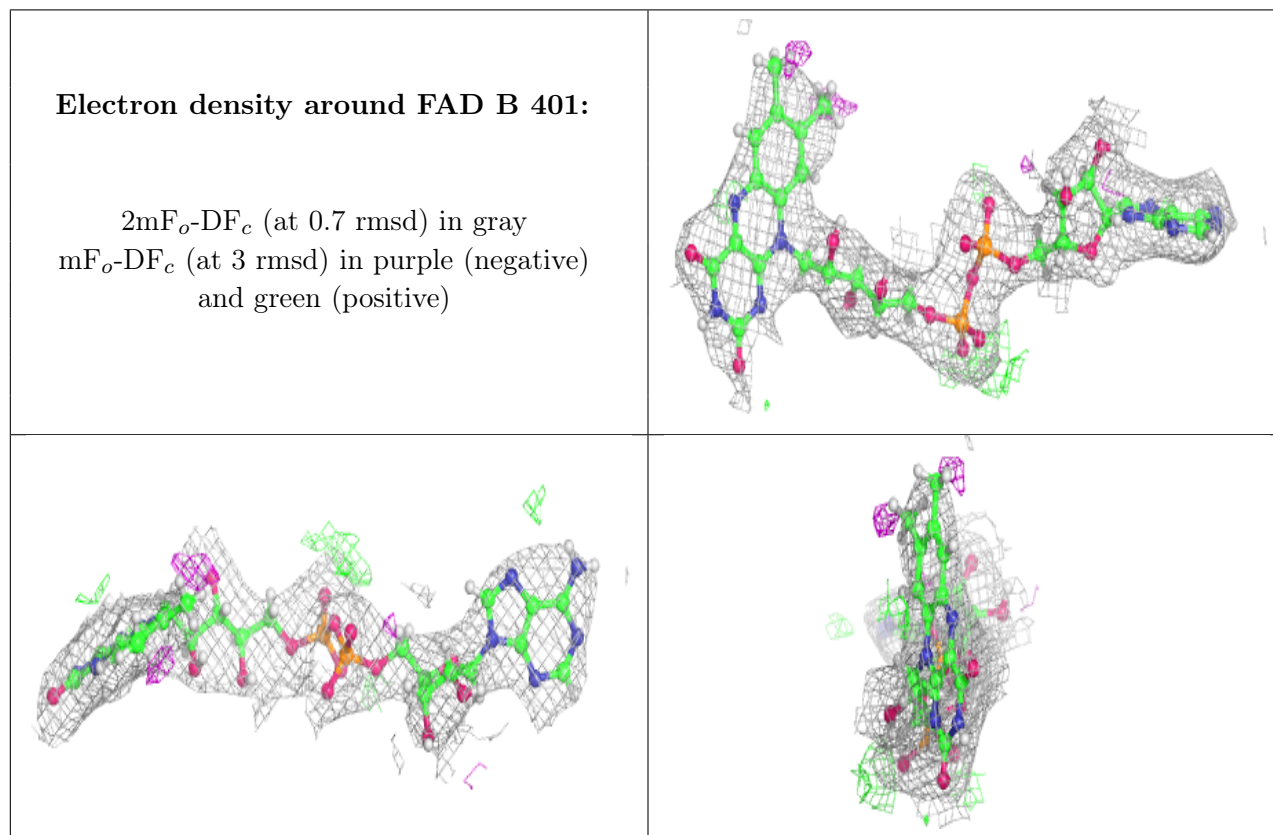 Electron density around FAD B 401:
2mFo-DFc (at 0.7 rmsd) in gray
mFo-DFc (at 3 rmsd) in purple (negative)
and green (positive)